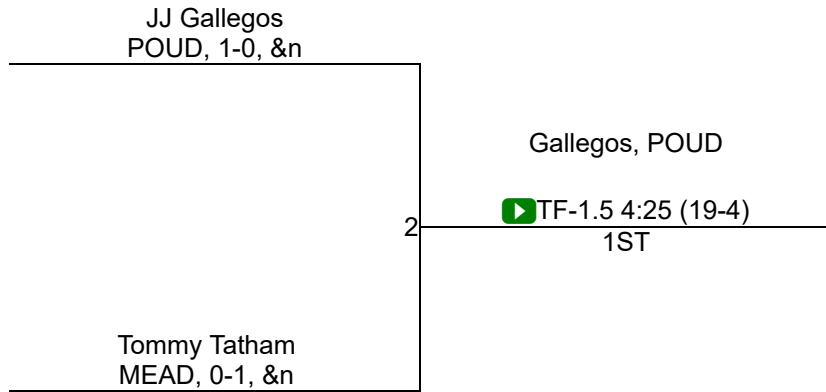 JJ Gallegos
POUD, 1-0, &n
Gallegos, POUD
TF-1.5 4:25 (19-4)
2
1ST
Tommy Tatham
MEAD, 0-1, &n